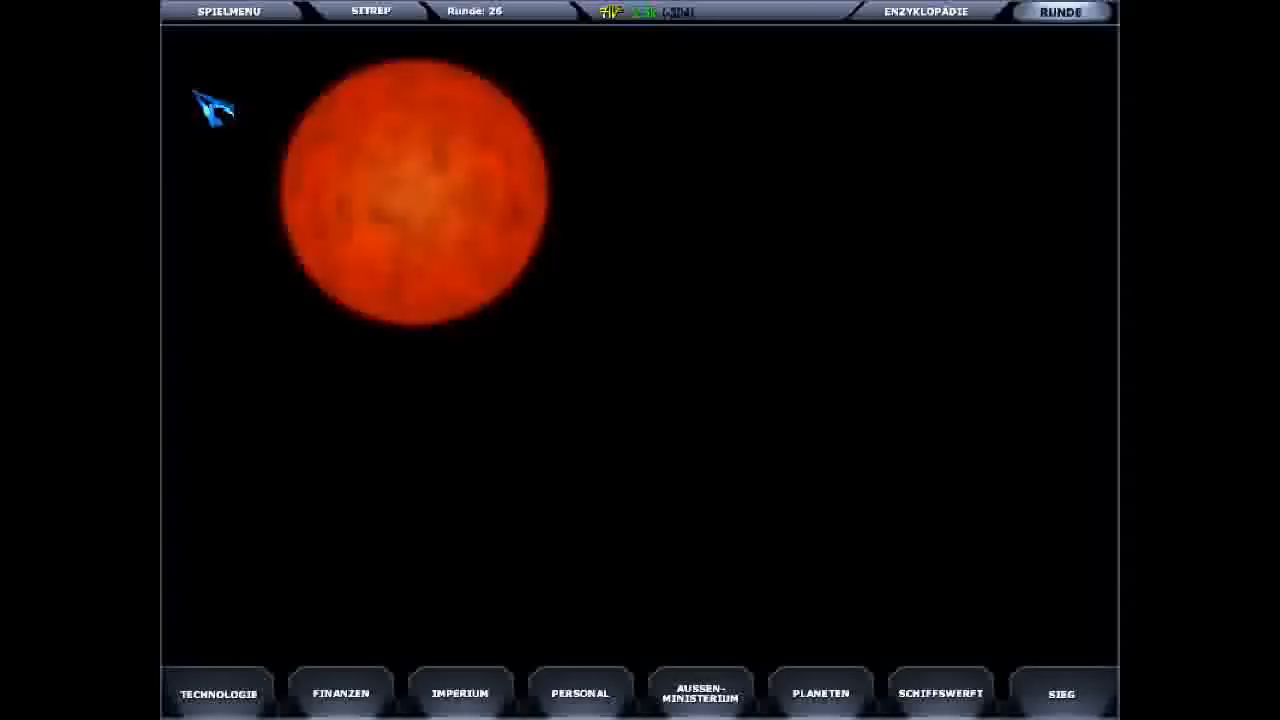 SPIELMENU
SITREP
Runde: 26
ENZYKLOPÄDIE
RUNDE
TECHNOLOGIE
FINANZEN
IMPERIUM
PERSONAL
AUSSEN-
MINISTERIUM
PLANETEN
SCHIFFSWERFT
SIEG